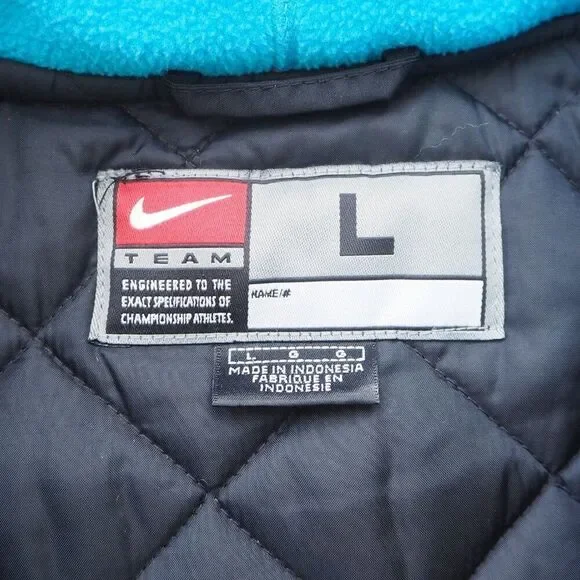 TEAM
ENGINEERED TO THE
EXACT SPECIFICATIONS OF
CHAMPIONSHIP ATHLETES.
L
NAME/#
L G G
MADE IN INDONESIA
FABRIQUE EN
INDONESIE